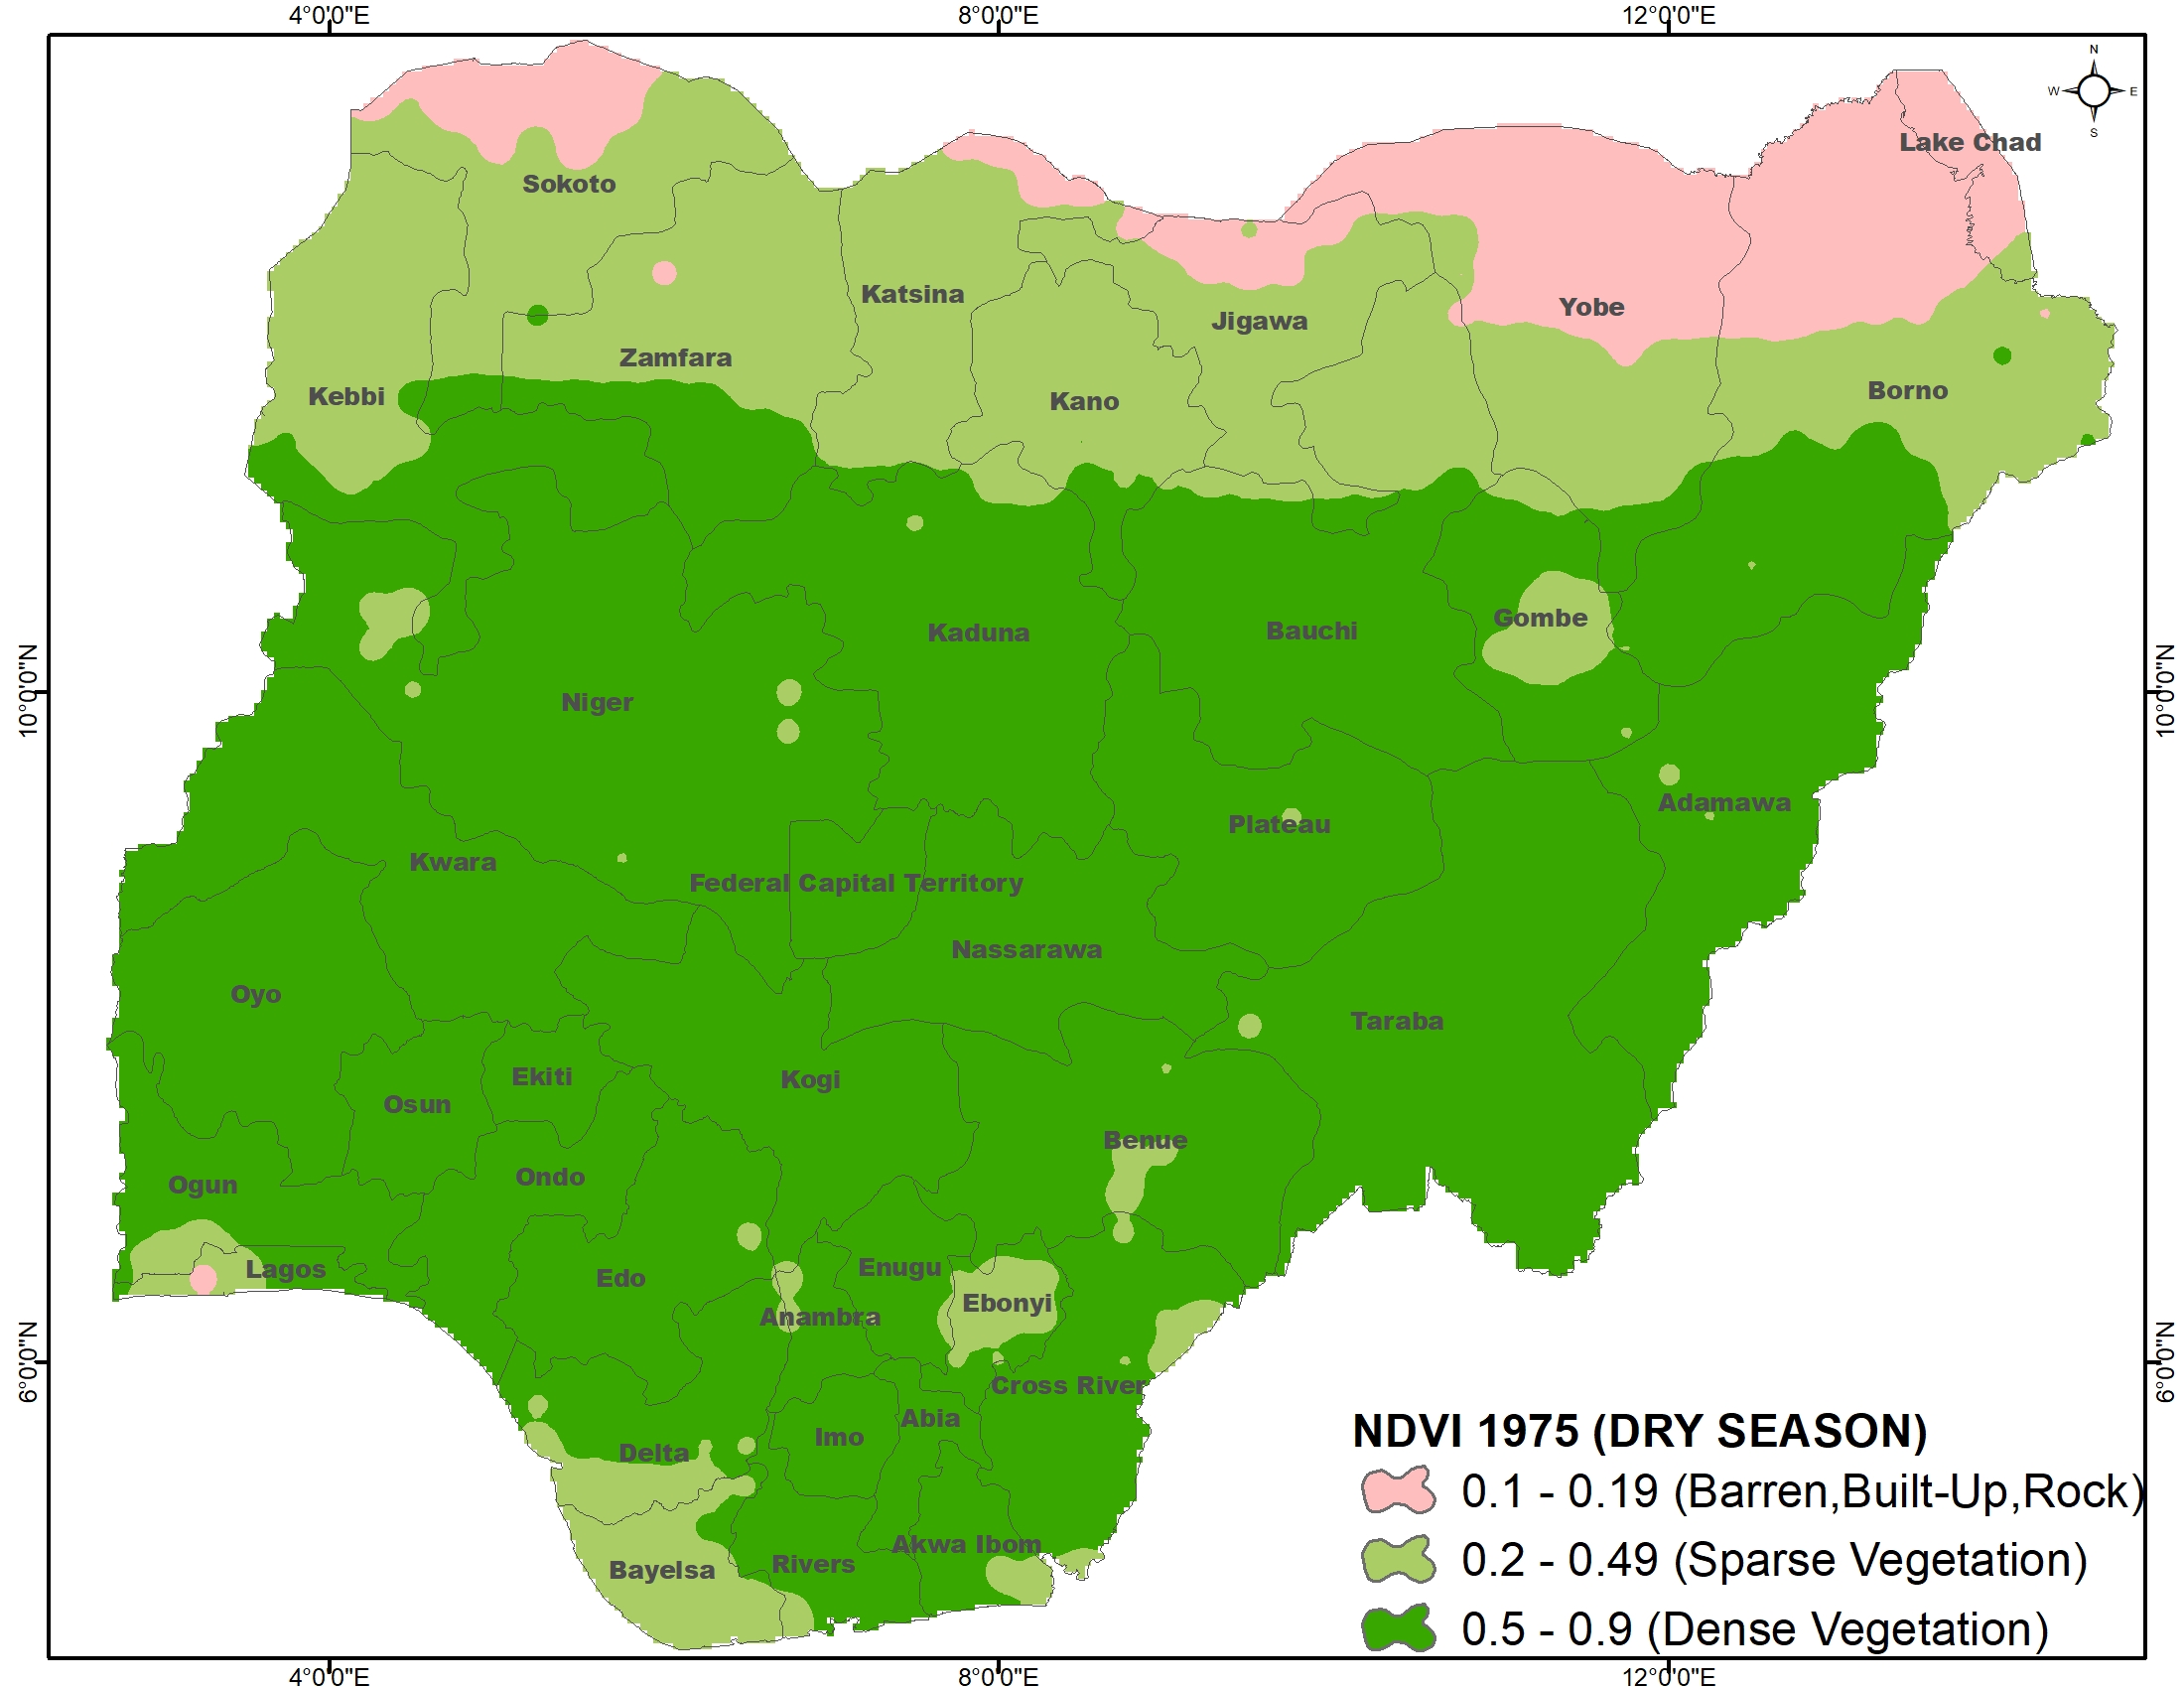 4°0'0"E 8°0'0"E 12°0'0"E
N
W E
S
Lake Chad
Sokoto
Katsina
Yobe
Jigawa
Zamfara
Borno
Kebbi
Kano
10°0'0"N
10°0'0"N
Gombe
Bauchi
Kaduna
Niger
Adamawa
Plateau
Kwara
Federal Capital Territory
Nassarawa
Oyo
Taraba
Ekiti
Kogi
Osun
Benue
Ondo
Ogun
Enugu
Lagos
Edo
Ebonyi
Anambra
6°0'0"N
6°0'0"N
Cross River
Abia
Imo
Delta
Akwa Ibom
Rivers
Bayelsa
NDVI 1975 (DRY SEASON)
0.1 - 0.19 (Barren,Built-Up,Rock)
0.2 - 0.49 (Sparse Vegetation)
0.5 - 0.9 (Dense Vegetation)
4°0'0"E 8°0'0"E 12°0'0"E